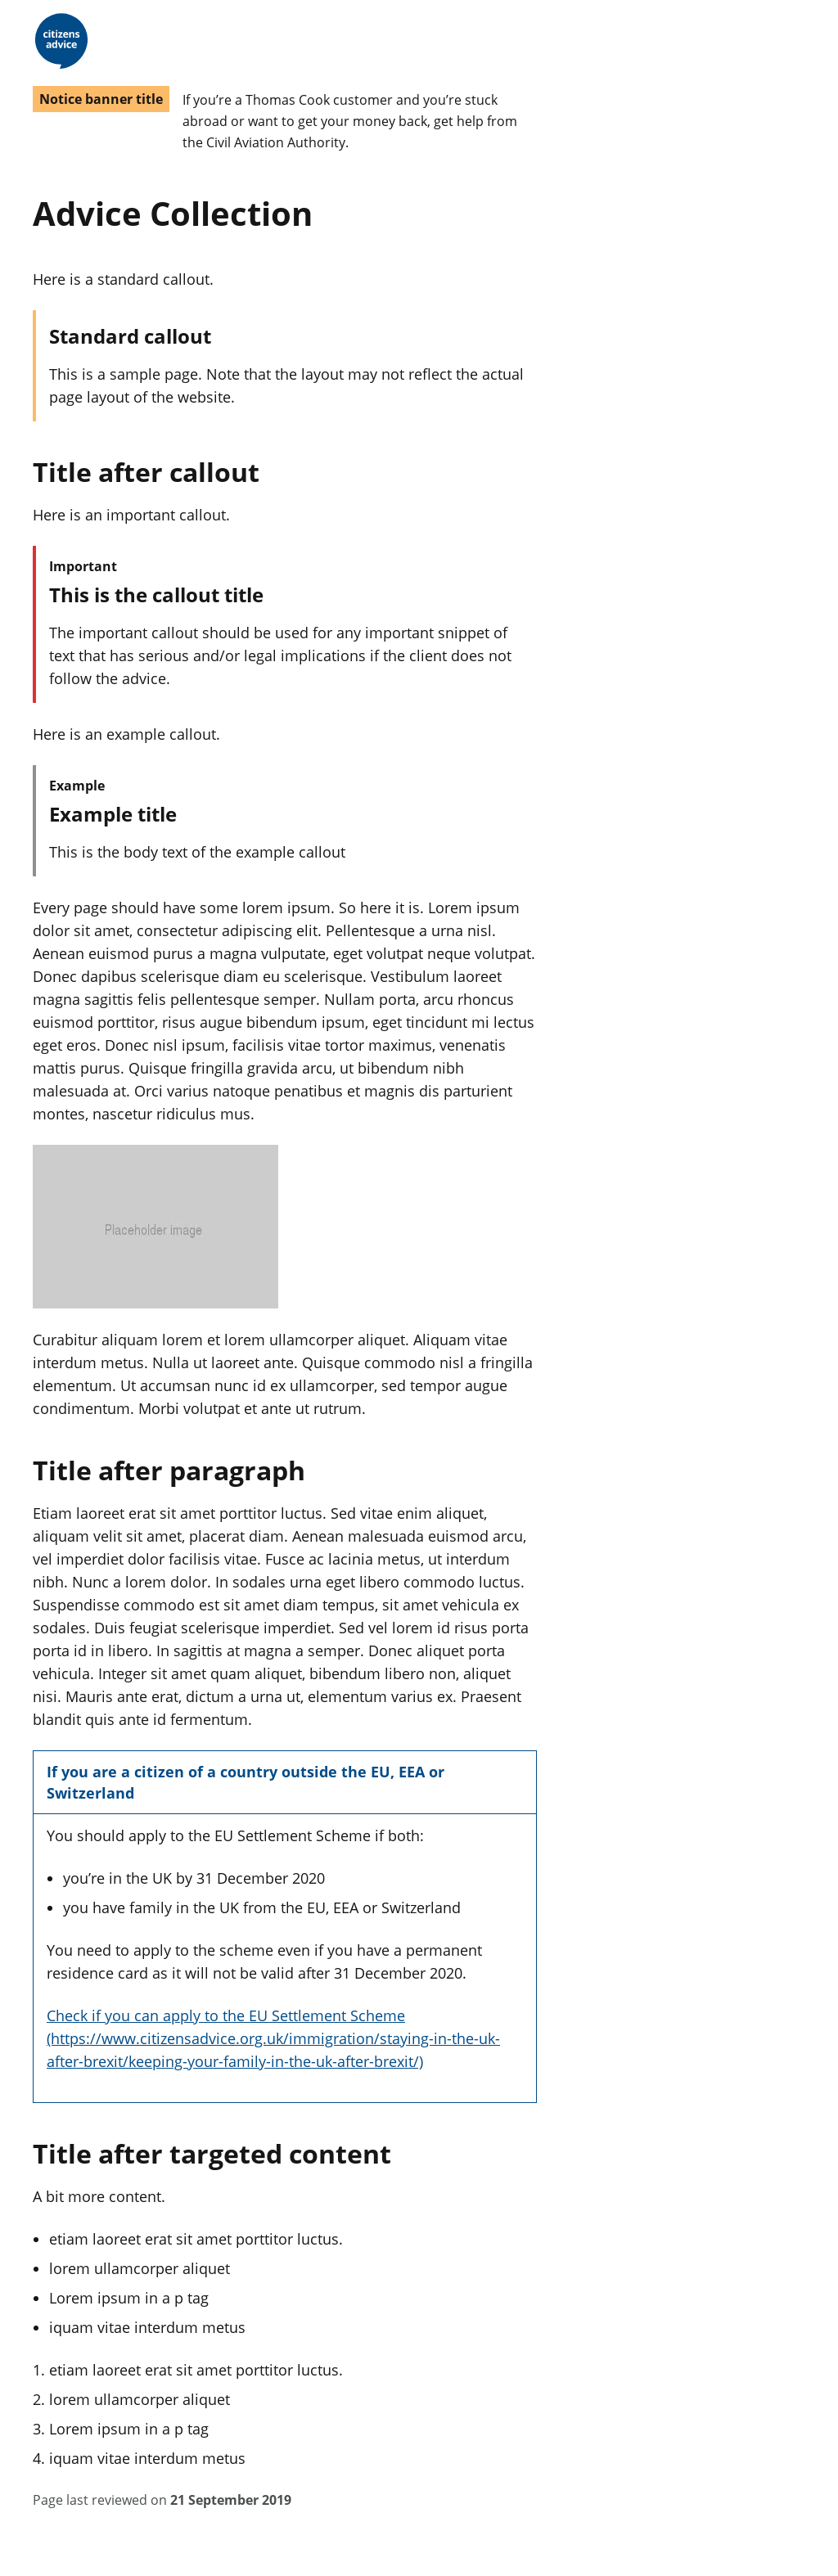 citizens
advice
Notice banner title
If you’re a Thomas Cook customer and you’re stuck
abroad or want to get your money back, get help from
the Civil Aviation Authority.
Advice Collection
Here is a standard callout.
Standard callout
This is a sample page. Note that the layout may not reflect the actual
page layout of the website.
Title after callout
Here is an important callout.
Important
This is the callout title
The important callout should be used for any important snippet of
text that has serious and/or legal implications if the client does not
follow the advice.
Here is an example callout.
Example
Example title
This is the body text of the example callout
Every page should have some lorem ipsum. So here it is. Lorem ipsum
dolor sit amet, consectetur adipiscing elit. Pellentesque a urna nisl.
Aenean euismod purus a magna vulputate, eget volutpat neque volutpat.
Donec dapibus scelerisque diam eu scelerisque. Vestibulum laoreet
magna sagittis felis pellentesque semper. Nullam porta, arcu rhoncus
euismod porttitor, risus augue bibendum ipsum, eget tincidunt mi lectus
eget eros. Donec nisl ipsum, facilisis vitae tortor maximus, venenatis
mattis purus. Quisque fringilla gravida arcu, ut bibendum nibh
malesuada at. Orci varius natoque penatibus et magnis dis parturient
montes, nascetur ridiculus mus.
Placeholder image
Curabitur aliquam lorem et lorem ullamcorper aliquet. Aliquam vitae
interdum metus. Nulla ut laoreet ante. Quisque commodo nisl a fringilla
elementum. Ut accumsan nunc id ex ullamcorper, sed tempor augue
condimentum. Morbi volutpat et ante ut rutrum.
Title after paragraph
Etiam laoreet erat sit amet porttitor luctus. Sed vitae enim aliquet,
aliquam velit sit amet, placerat diam. Aenean malesuada euismod arcu,
vel imperdiet dolor facilisis vitae. Fusce ac lacinia metus, ut interdum
nibh. Nunc a lorem dolor. In sodales urna eget libero commodo luctus.
Suspendisse commodo est sit amet diam tempus, sit amet vehicula ex
sodales. Duis feugiat scelerisque imperdiet. Sed vel lorem id risus porta
porta id in libero. In sagittis at magna a semper. Donec aliquet porta
vehicula. Integer sit amet quam aliquet, bibendum libero non, aliquet
nisi. Mauris ante erat, dictum a urna ut, elementum varius ex. Praesent
blandit quis ante id fermentum.
If you are a citizen of a country outside the EU, EEA or
Switzerland
You should apply to the EU Settlement Scheme if both:
• you’re in the UK by 31 December 2020
• you have family in the UK from the EU, EEA or Switzerland
You need to apply to the scheme even if you have a permanent
residence card as it will not be valid after 31 December 2020.
Check if you can apply to the EU Settlement Scheme
(https://www.citizensadvice.org.uk/immigration/staying-in-the-uk-
after-brexit/keeping-your-family-in-the-uk-after-brexit/)
Title after targeted content
A bit more content.
• etiam laoreet erat sit amet porttitor luctus.
• lorem ullamcorper aliquet
• Lorem ipsum in a p tag
• iquam vitae interdum metus
1. etiam laoreet erat sit amet porttitor luctus.
2. lorem ullamcorper aliquet
3. Lorem ipsum in a p tag
4. iquam vitae interdum metus
Page last reviewed on 21 September 2019